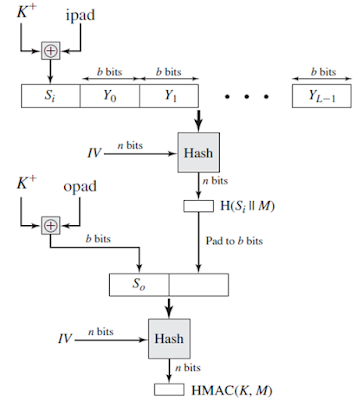 K+ ipad
b bits b bits b bits
Si Y0 Y1 • • • YL–1
IV n bits Hash
n bits
H(Si || M)
K+ opad
b bits Pad to b bits
So
IV n bits Hash
n bits
HMAC(K, M)